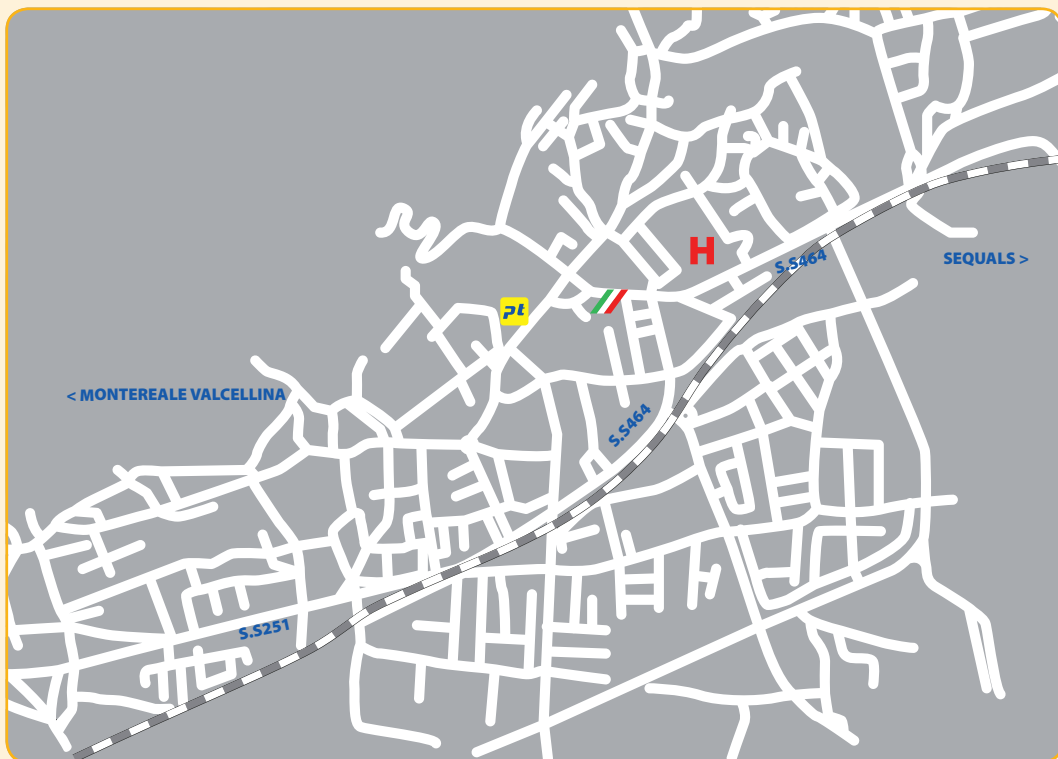 H
S.S464
SEQUALS >
pt
< MONTEREALE VALCELLINA
S.S464
S.S251